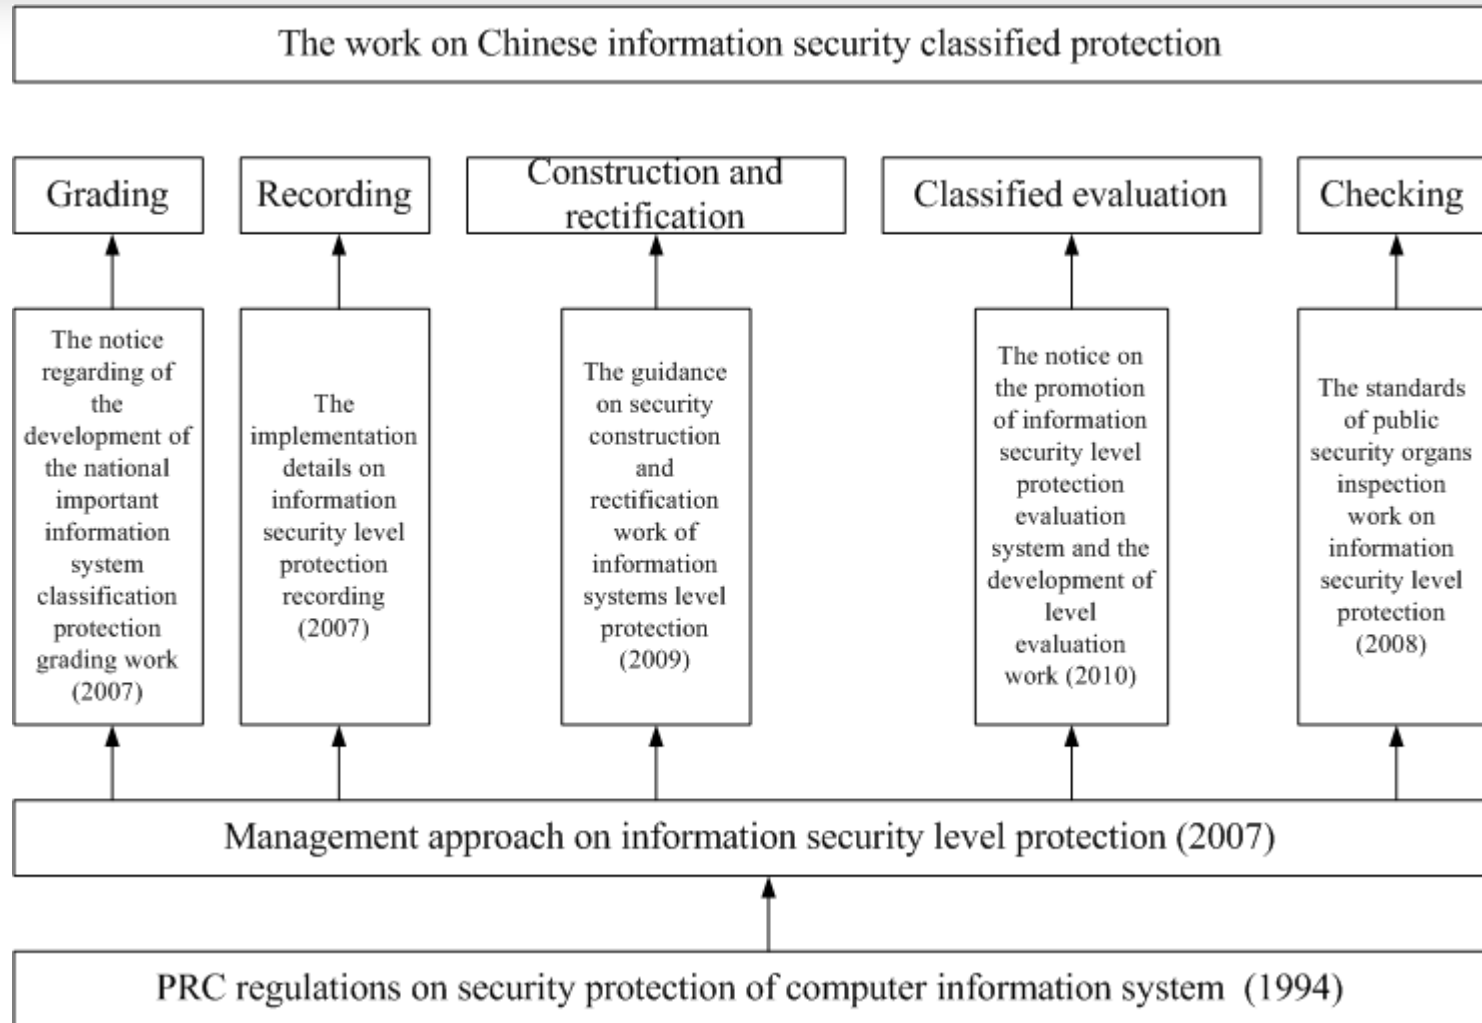 The work on Chinese information security classified protection
Grading
Recording
Construction and
rectification
Classified evaluation
Checking
The notice
regarding of
the
development of
the national
important
information
system
classification
protection
grading work
(2007)
The
implementation
details on
information
security level
protection
recording
(2007)
The guidance
on security
construction
and
rectification
work of
information
systems level
protection
(2009)
The notice on
the promotion
of information
security level
protection
evaluation
system and the
development of
level
evaluation
work (2010)
The standards
of public
security organs
inspection
work on
information
security level
protection
(2008)
Management approach on information security level protection (2007)
PRC regulations on security protection of computer information system (1994)